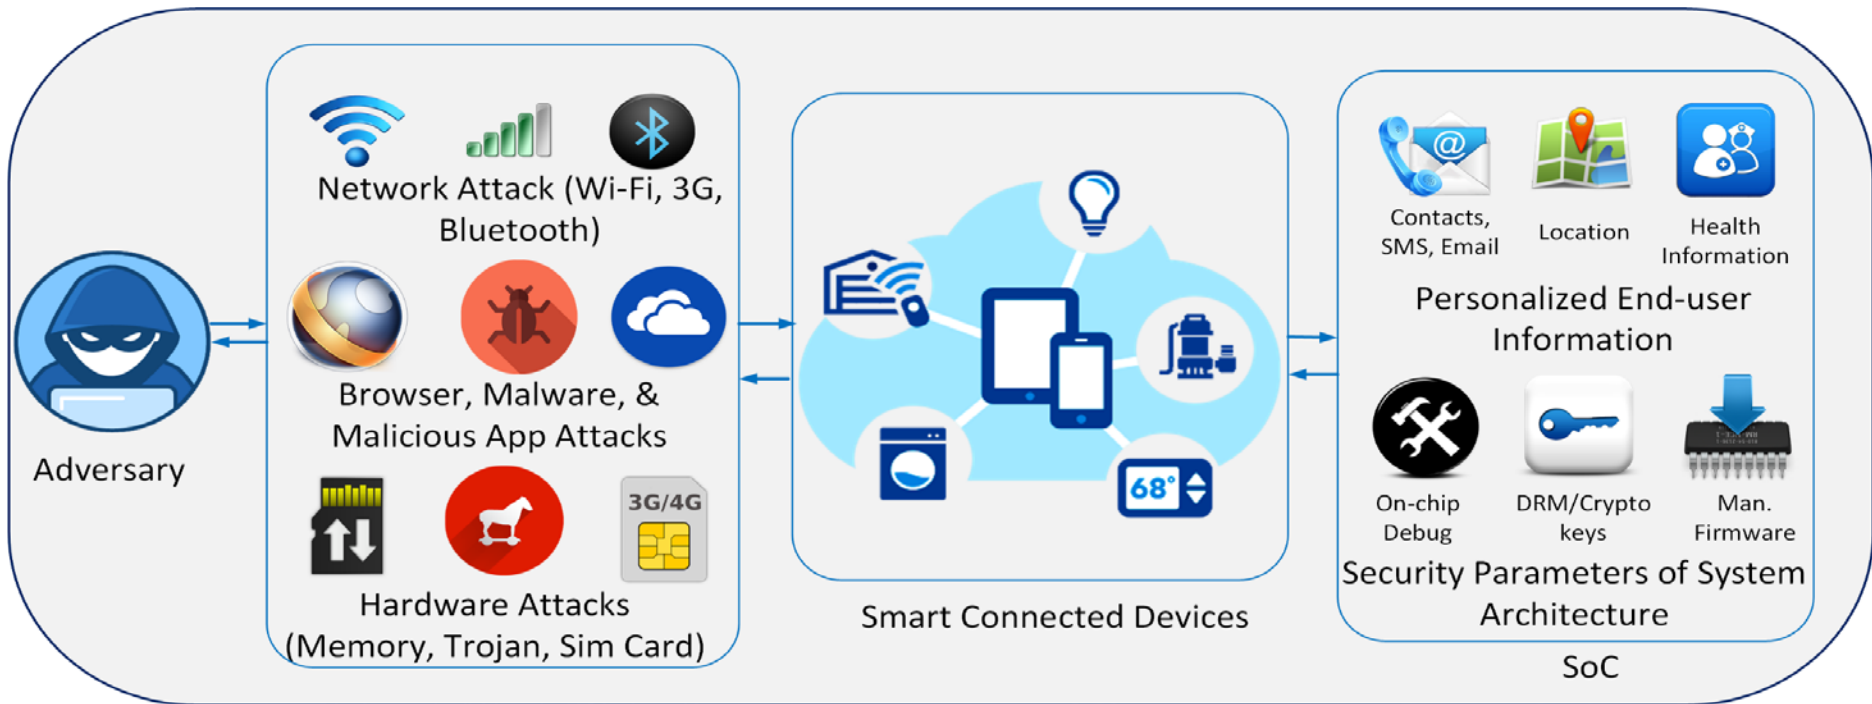 Network Attack (Wi-Fi, 3G,
Bluetooth)
Browser, Malware, &
Malicious App Attacks
Adversary
3G/4G
Hardware Attacks
(Memory, Trojan, Sim Card)
68°
Smart Connected Devices
@
Contacts,
SMS, Email
Location
Health
Information
Personalized End-user
Information
On-chip
Debug
DRM/Crypto
keys
Man.
Firmware
Security Parameters of System
Architecture
SoC